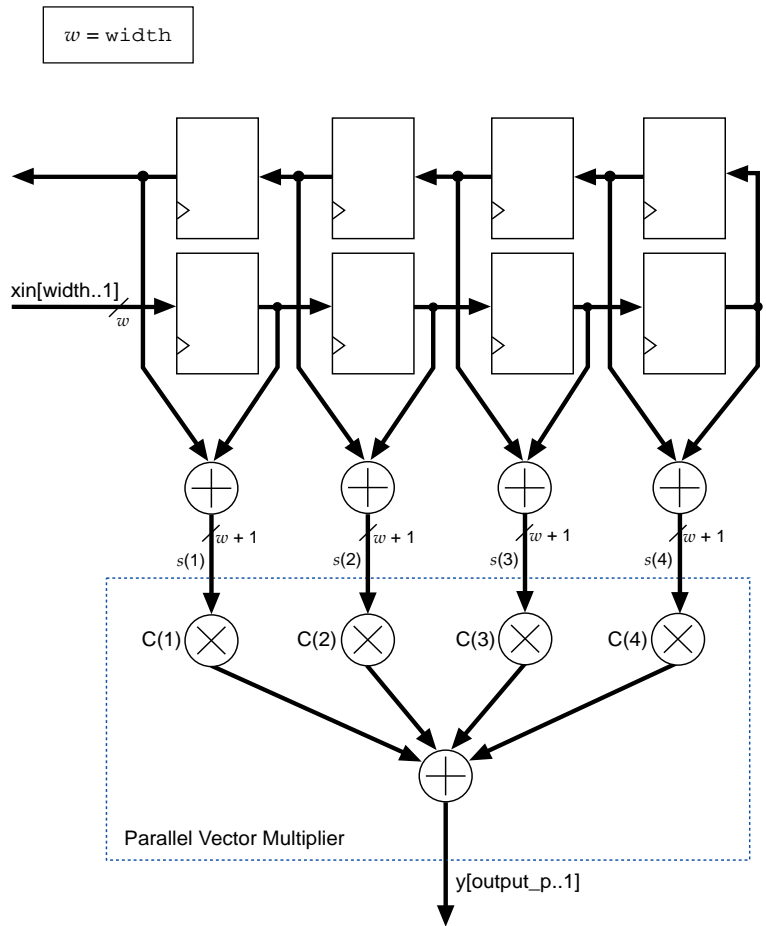 w = width
xin[width..1]
w
w + 1
w + 1
w + 1
w + 1
s(1)
s(2)
s(3)
s(4)
C(1)
C(2)
C(3)
C(4)
Parallel Vector Multiplier
y[output_p..1]